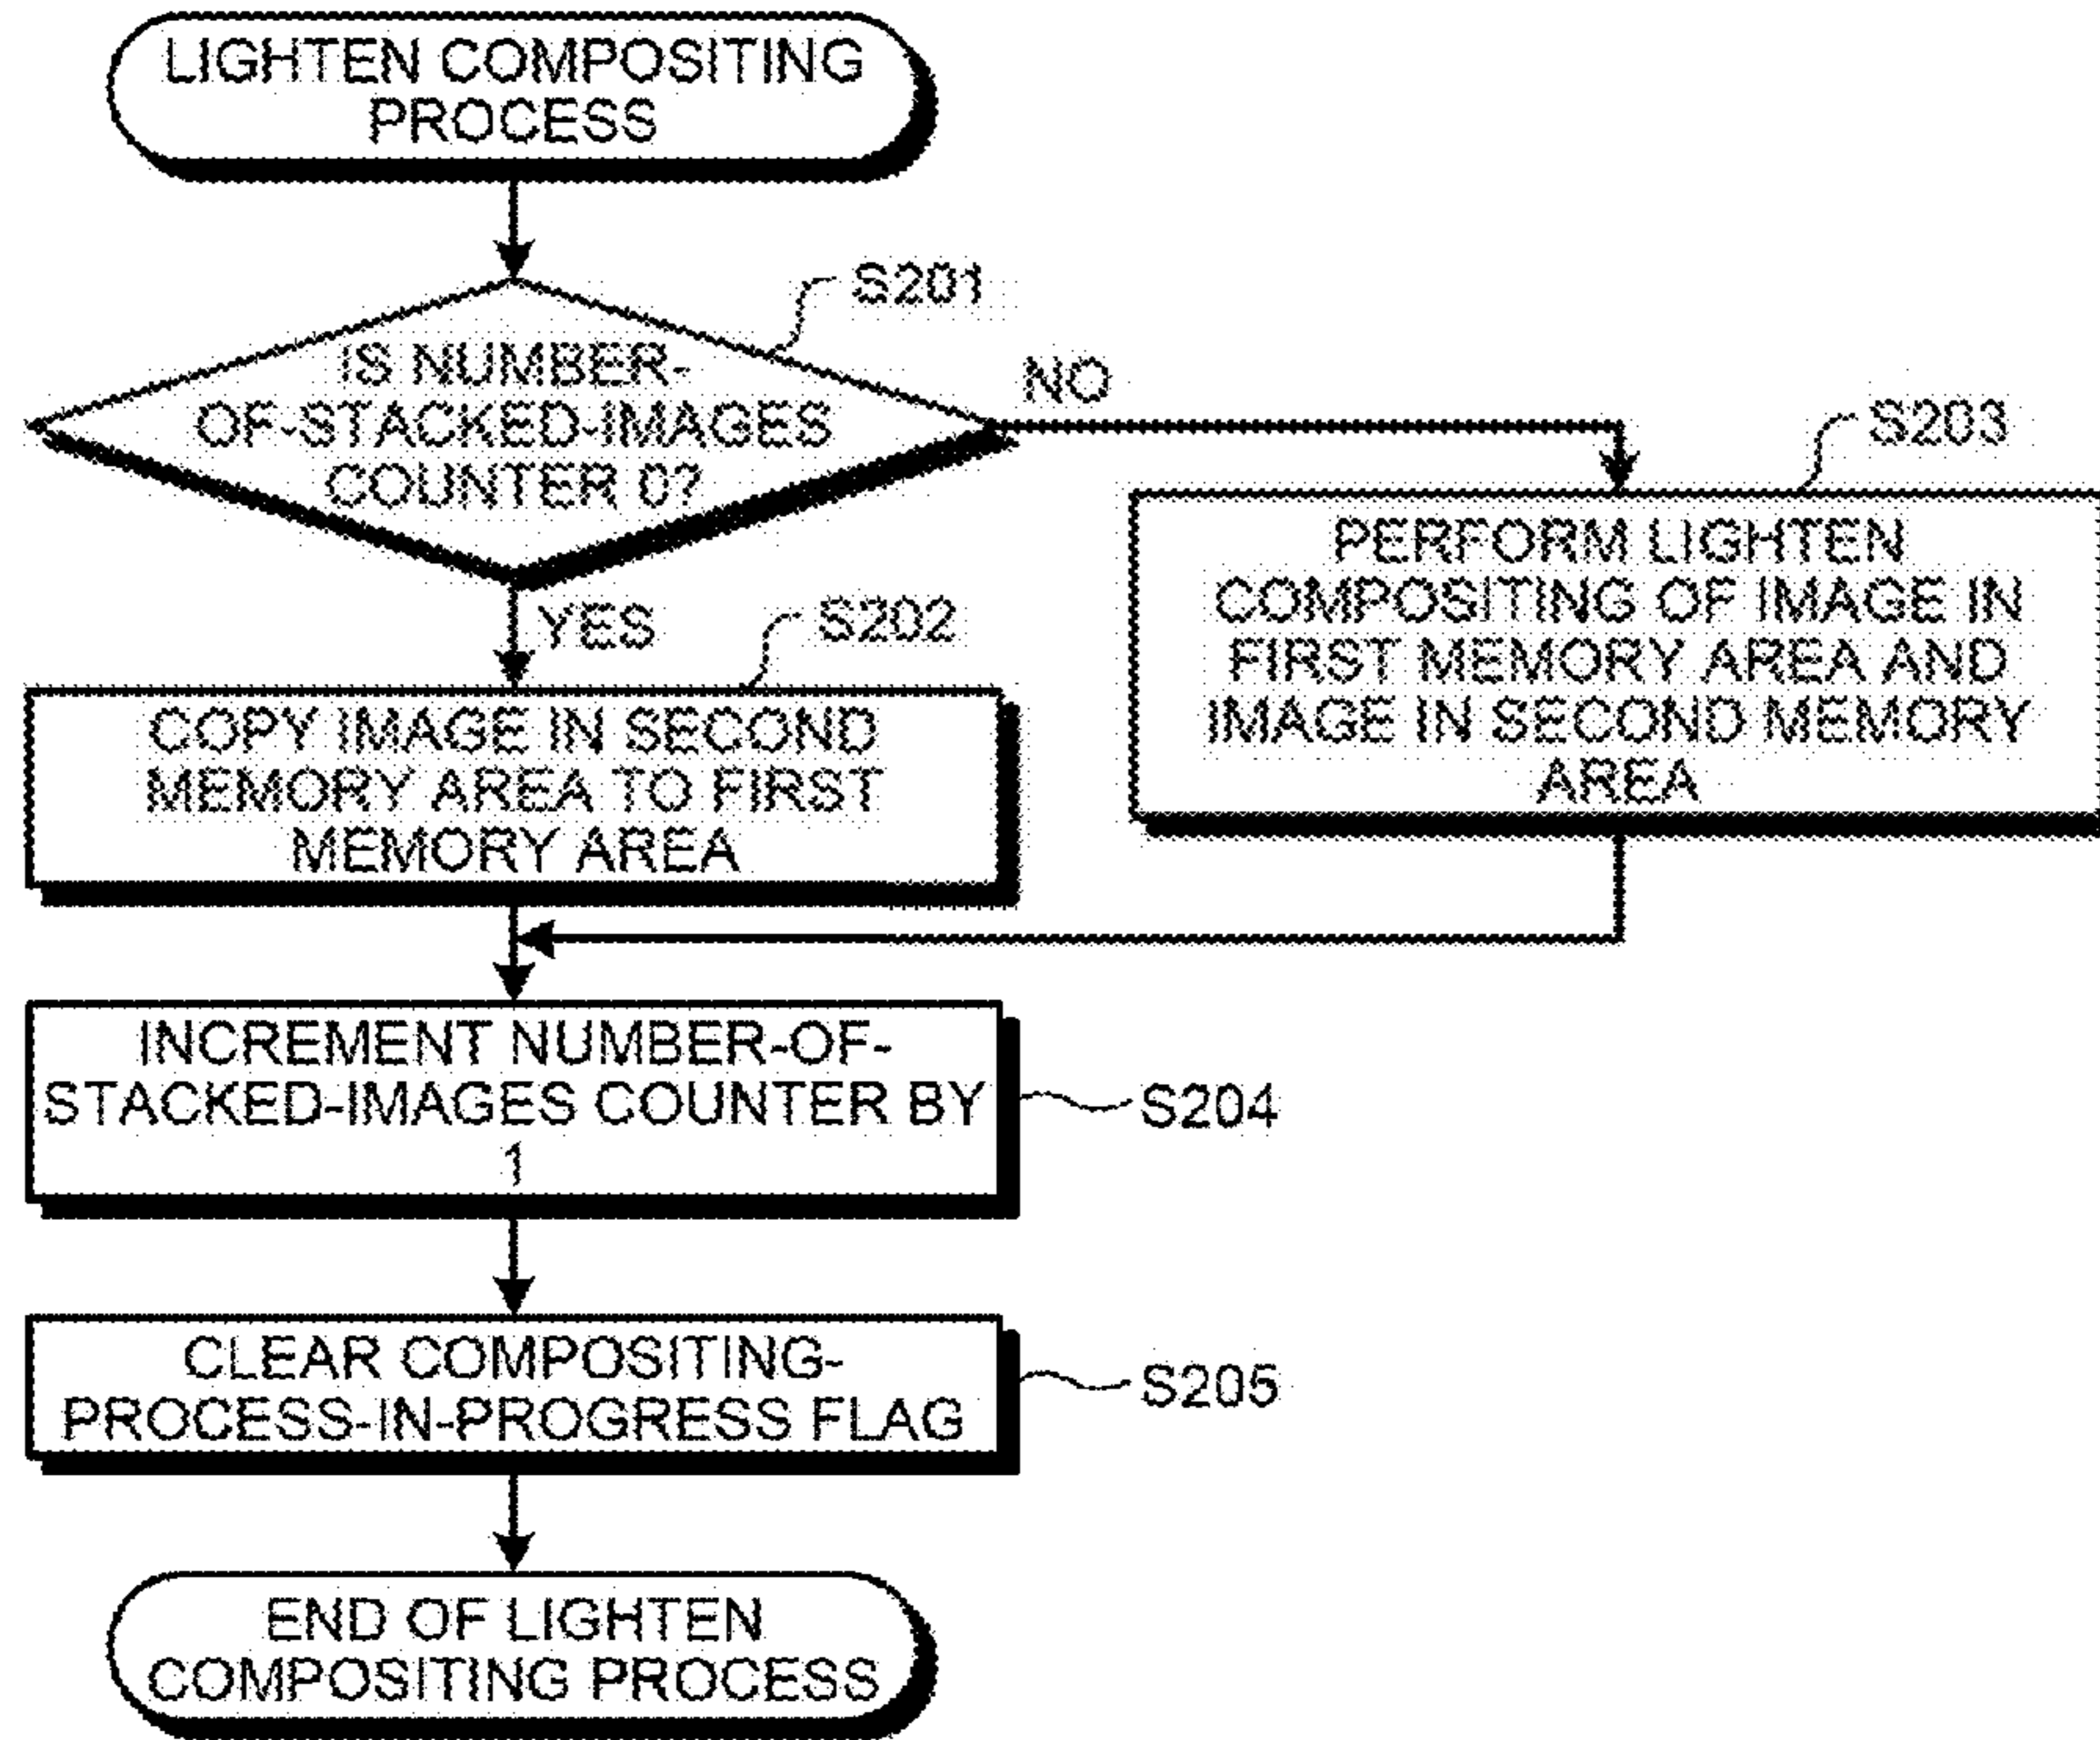 LIGHTEN COMPOSITING
PROCESS
S201
IS NUMBER-
OF-STACKED-IMAGES
COUNTER 0?
NO
YES
S202
COPY IMAGE IN SECOND
MEMORY AREA TO FIRST
MEMORY AREA
S203
PERFORM LIGHTEN
COMPOSITING OF IMAGE IN
FIRST MEMORY AREA AND
IMAGE IN SECOND MEMORY
AREA
INCREMENT NUMBER-OF-
STACKED-IMAGES COUNTER BY
1
S204
CLEAR COMPOSITING-
PROCESS-IN-PROGRESS FLAG
S205
END OF LIGHTEN
COMPOSITING PROCESS